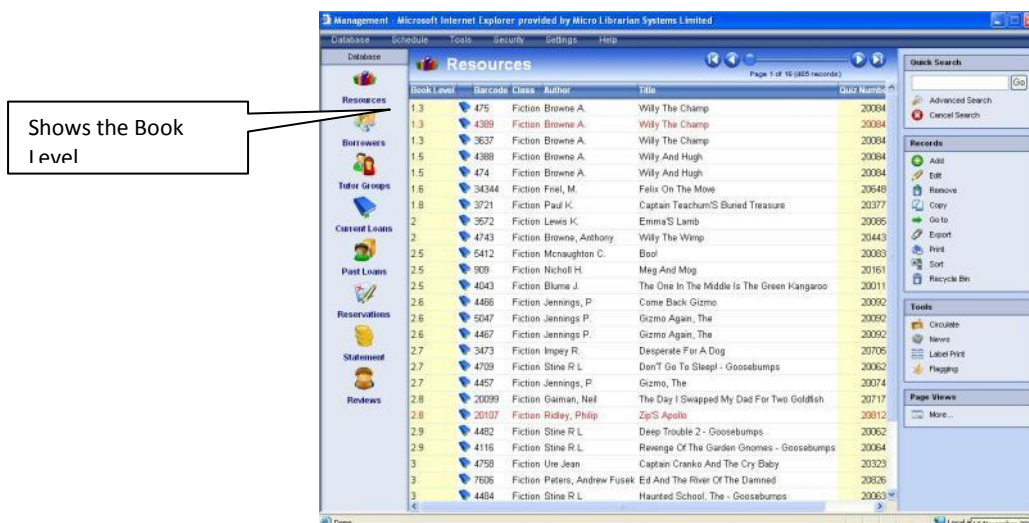 Management - Microsoft Internet Explorer provided by Micro Librarian Systems Limited
Database Schedule Tools Security Settings Help
Database
Resources
Borrowers
Tutor Groups
Current Loans
Past Loans
Reservations
Statement
Reviews
Shows the Book
Level
Resources
Page 1 of 16 (465 records)
Book Level Barcode Class Author Title Quiz Numbe
1.3 475 Fiction Browne A. Willy The Champ 20084
1.3 4389 Fiction Browne A. Willy The Champ 20084
1.3 3637 Fiction Browne A. Willy The Champ 20084
1.5 4388 Fiction Browne A. Willy And Hugh 20084
1.5 474 Fiction Browne A. Willy And Hugh 20084
1.6 34344 Fiction Friel, M. Felix On The Move 20648
1.8 3721 Fiction Paul K. Captain Teachum'S Buried Treasure 20377
2 3572 Fiction Lewis K. Emma'S Lamb 20085
2 4743 Fiction Browne, Anthony Willy The Wimp 20443
2.5 5412 Fiction Mcnaughton C. Boo! 20083
2.5 909 Fiction Nicholl H. Meg And Mog 20161
2.5 4043 Fiction Blume J. The One In The Middle Is The Green Kangaroo 20011
2.6 4466 Fiction Jennings, P Come Back Gizmo 20092
2.6 5047 Fiction Jennings P. Gizmo Again, The 20092
2.6 4467 Fiction Jennings P. Gizmo Again, The 20092
2.7 3473 Fiction Impey R. Desperate For A Dog 20705
2.7 4709 Fiction Stine R L Don'T Go To Sleep! - Goosebumps 20062
2.7 4457 Fiction Jennings, P Gizmo, The 20074
2.8 20099 Fiction Gaiman, Neil The Day I Swapped My Dad For Two Goldfish 20717
2.8 20107 Fiction Ridley, Philip Zip'S Apollo 20812
2.9 4482 Fiction Stine R L Deep Trouble 2 - Goosebumps 20062
2.9 4116 Fiction Stine R L Revenge Of The Garden Gnomes - Goosebumps 20064
3 4758 Fiction Ure Jean Captain Cranko And The Cry Baby 20323
3 7606 Fiction Peters, Andrew Fusek Ed And The River Of The Damned 20826
3 4484 Fiction Stine R L Haunted School, The - Goosebumps 20063
Quick Search
Go
Advanced Search
Cancel Search
Records
Add
Edit
Remove
Copy
Go to
Export
Print
Sort
Recycle Bin
Tools
Circulate
News
Label Print
Flagging
Page Views
More...
Done